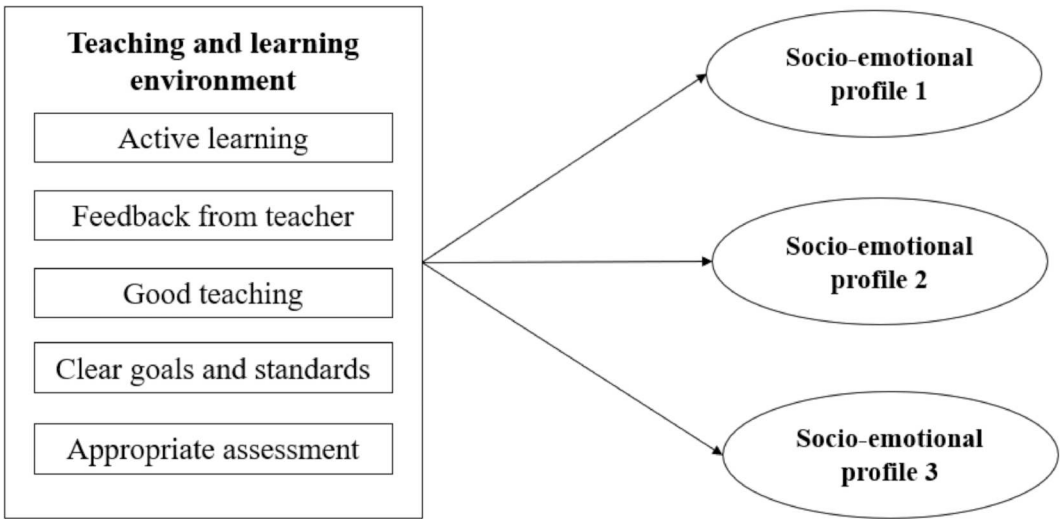 Teaching and learning
environment
Active learning
Feedback from teacher
Good teaching
Clear goals and standards
Appropriate assessment
Socio-emotional
profile 1
Socio-emotional
profile 2
Socio-emotional
profile 3